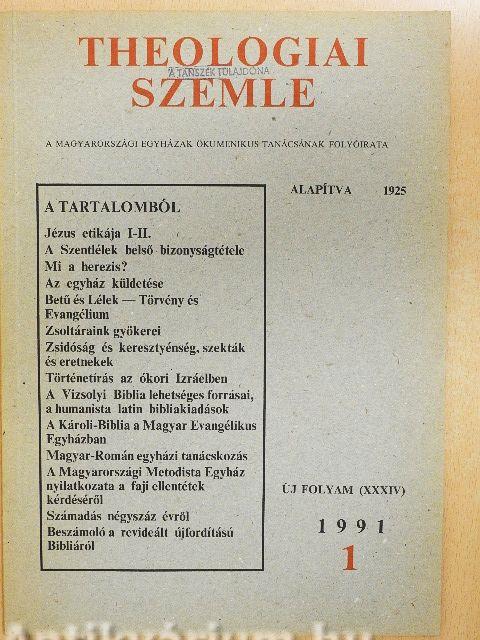 THEOLOGIAI
A TANSZÉK TULAJDONA
SZEMLE
A MAGYARORSZÁGI EGYHÁZAK ÖKUMENIKUS TANÁCSÁNAK FOLYÓIRATA
ALAPÍTVA 1925
A TARTALOMBÓL
Jézus etikája I-II.
A Szentlélek belső bizonyságtétele
Mi a herezis?
Az egyház küldetése
Betű és Lélek — Törvény és
Evangélium
Zsoltáraink gyökerei
Zsidóság és keresztyénség, szekták
és eretnekek
Történetírás az ókori Izráelben
A Vizsolyi Biblia lehetséges forrásai,
a humanista latin bibliakiadások
A Károli-Biblia a Magyar Evangélikus
Egyházban
Magyar-Román egyházi tanácskozás
A Magyarországi Metodista Egyház
nyilatkozata a faji ellentétek
kérdéséről
Számadás négyszáz évről
Beszámoló a revideált újfordítású
Bibliáról
ÚJ FOLYAM (XXXIV)
1991
1
Antikvarium.hu